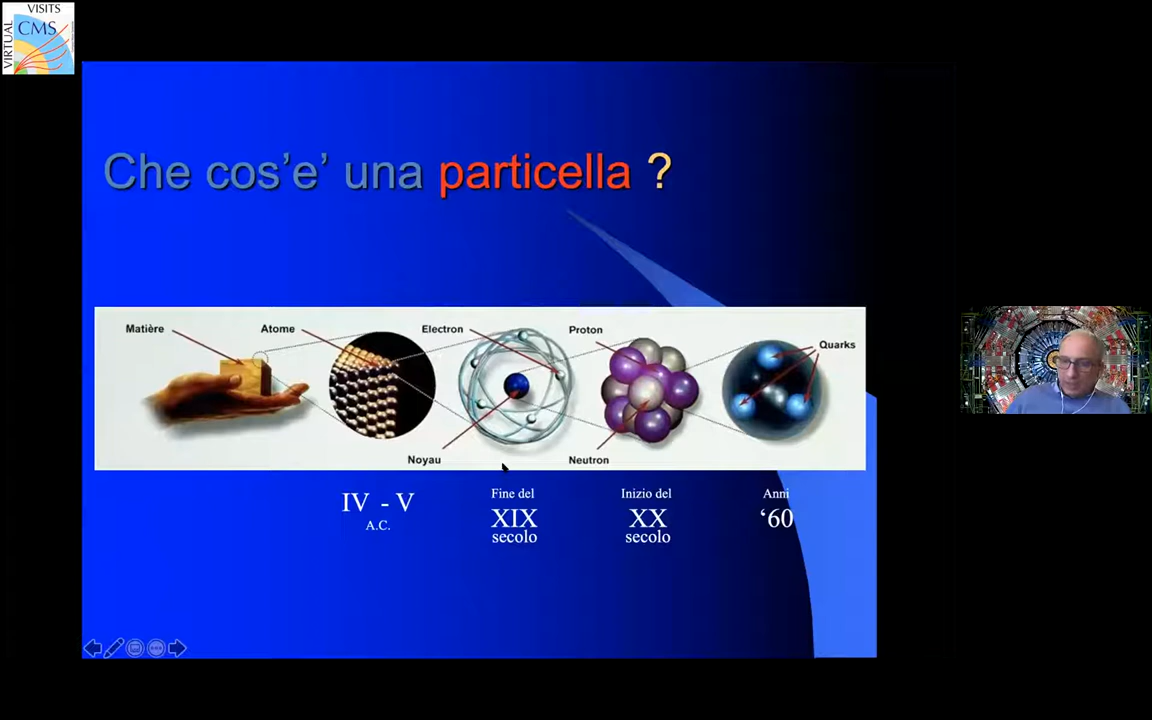 VISITS
CMS
VIRTUAL
Che cos'e' una particella ?
Matière
Atome
Electron
Proton
Quarks
Noyau
Neutron
IV - V
A.C.
Fine del
XIX
secolo
Inizio del
XX
secolo
Anni
‘60